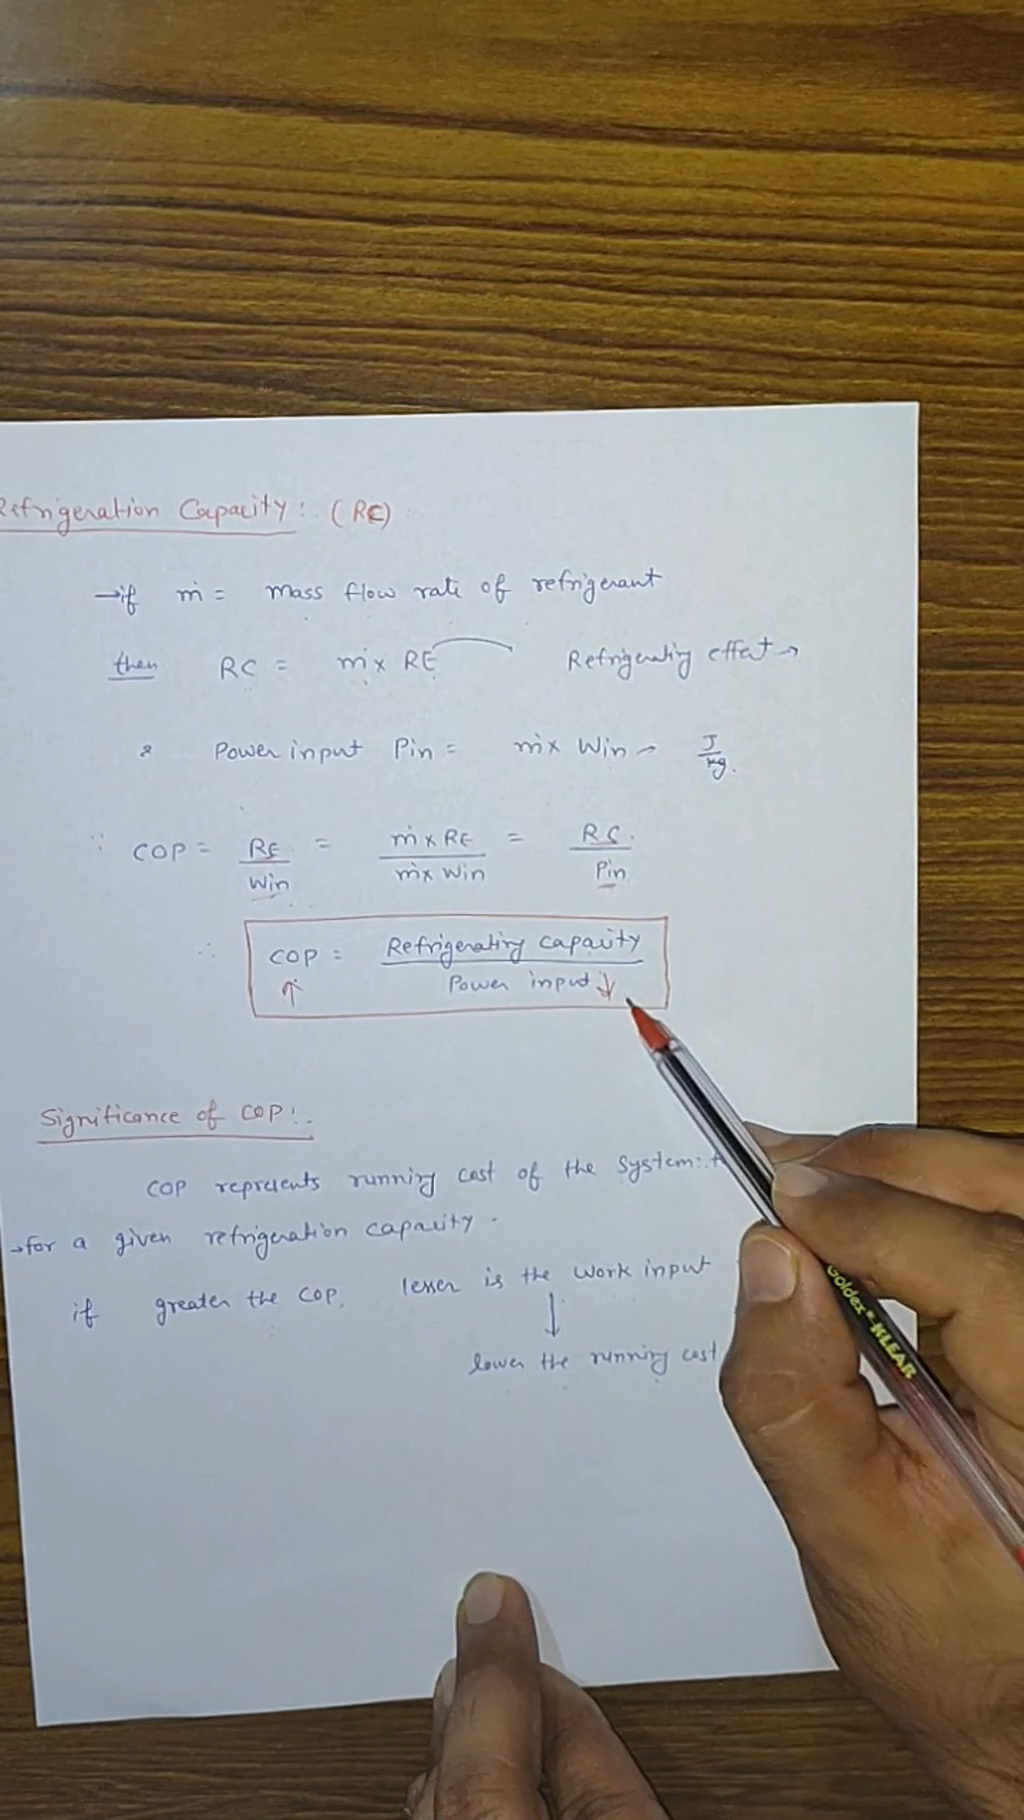 Refrigeration Capacity : (RC)
→ if ṁ = mass flow rate of refrigerant
then RC = ṁ x RE Refrigerating effect →
& Power input Pin = ṁ x Win → J/kg.
∵ COP = RE/Win = ṁ x RE/ṁ x Win = RC./Pin
∴ COP = Refrigerating capacity/Power input ↓
↑
Significance of COP :.
COP represents running cost of the system :
→ for a given refrigeration capacity .
if greater the COP, lesser is the work input
↓
lower the running cost
Goldex KLEAR